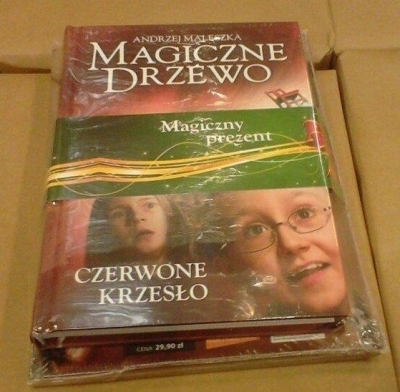 ANDRZEJ MALESZKA
MAGICZNE
DRZEWO
Magiczny
prezent
CZERWONE
KRZESŁO
CENA 29,90 zł